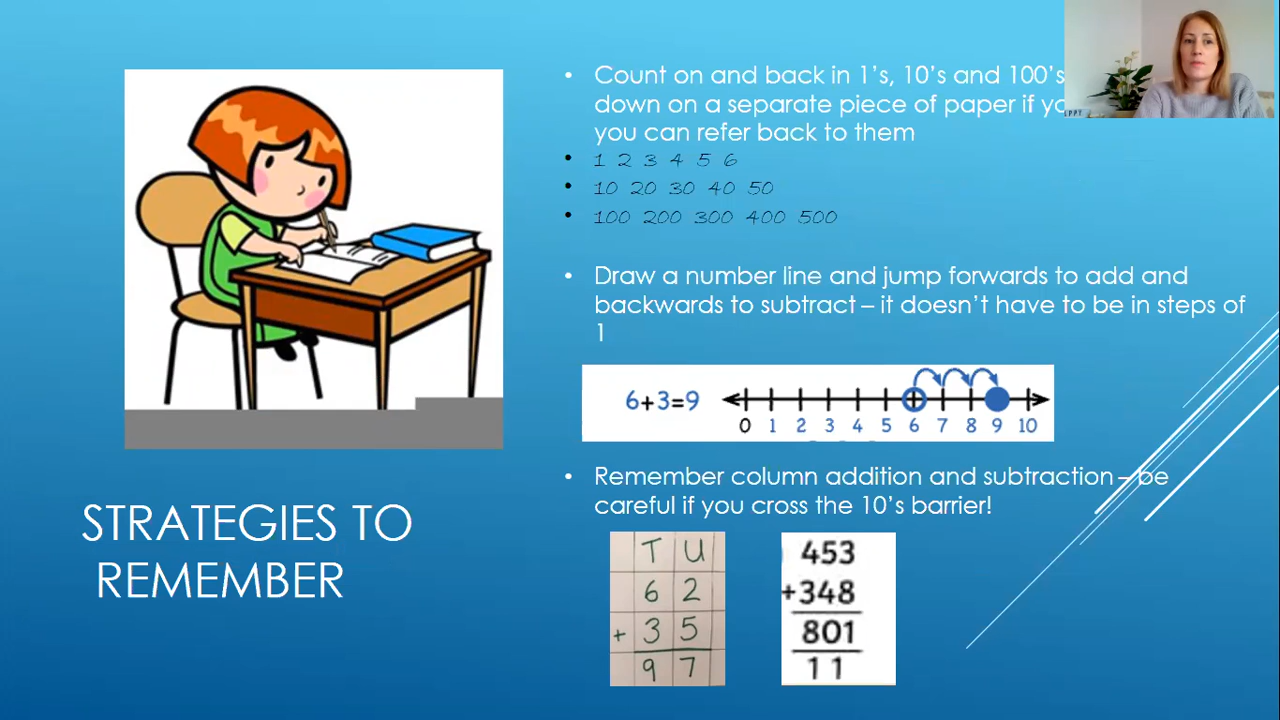 Count on and back in 1's, 10's and 100's
down on a separate piece of paper if
you can refer back to them
1 2 3 4 5 6
10 20 30 40 50
100 200 300 400 500
Draw a number line and jump forwards to add and
backwards to subtract – it doesn't have to be in steps of
1
6+3=9
0 1 2 3 4 5 6 7 8 9 10
Remember column addition and subtraction – be
careful if you cross the 10's barrier!
T U
6 2
+ 3 5
9 7
453
+348
801
11
STRATEGIES TO
REMEMBER